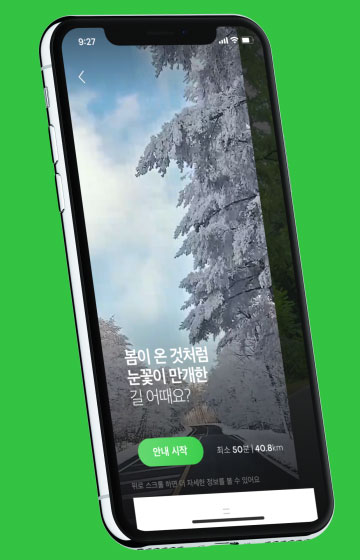 9:27
봄이 온 것처럼
눈꽃이 만개한
길 어때요?
안내 시작
최소 50분 | 40.8km
위로 스크롤 하면 더 자세한 정보를 볼 수 있어요